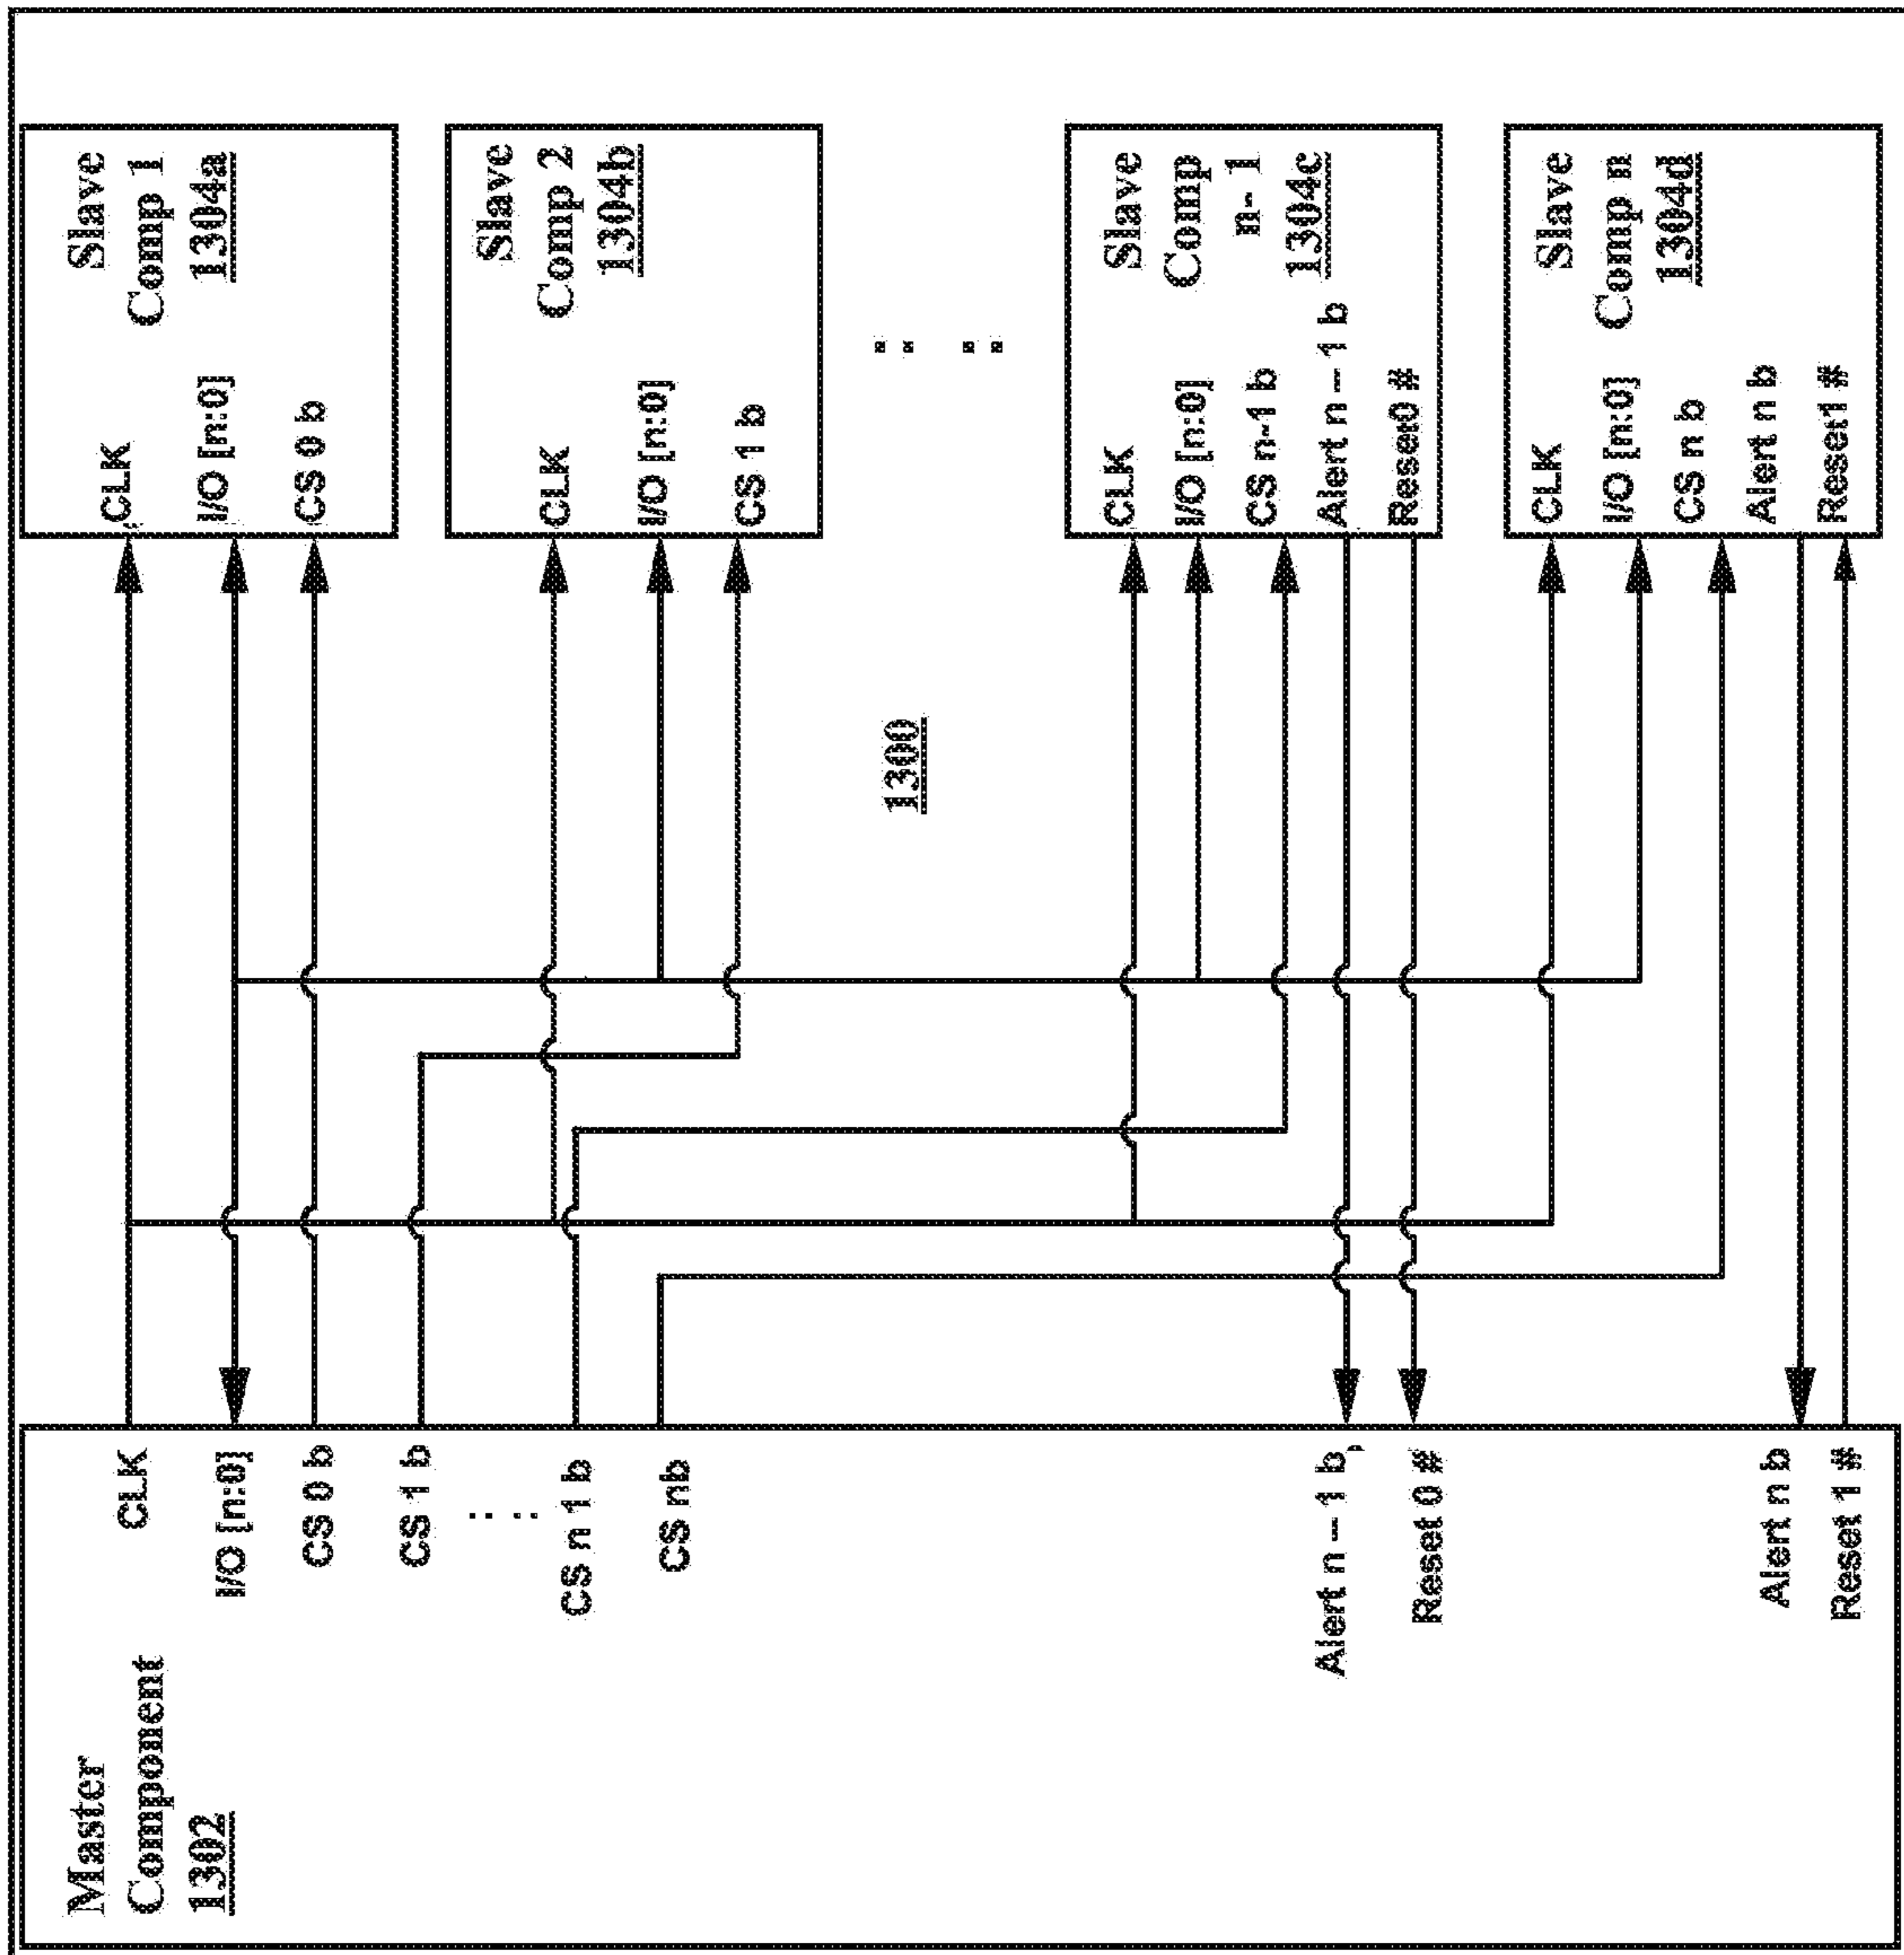 Master
Component
1302
CLK
I/O [n:0]
CS 0 b
CS 1 b
CS n 1 b
CS nb
Alert n – 1 b
Reset 0 #
Alert n b
Reset 1 #
1300
Slave
Comp 1
1304a
CLK
I/O [n:0]
CS 0 b
Slave
Comp 2
1304b
CLK
I/O [n:0]
CS 1 b
Slave
Comp
n- 1
1304c
CLK
I/O [n:0]
CS n-1 b
Alert n – 1 b
Reset0 #
Slave
Comp n
1304d
CLK
I/O [n:0]
CS n b
Alert n b
Reset1 #